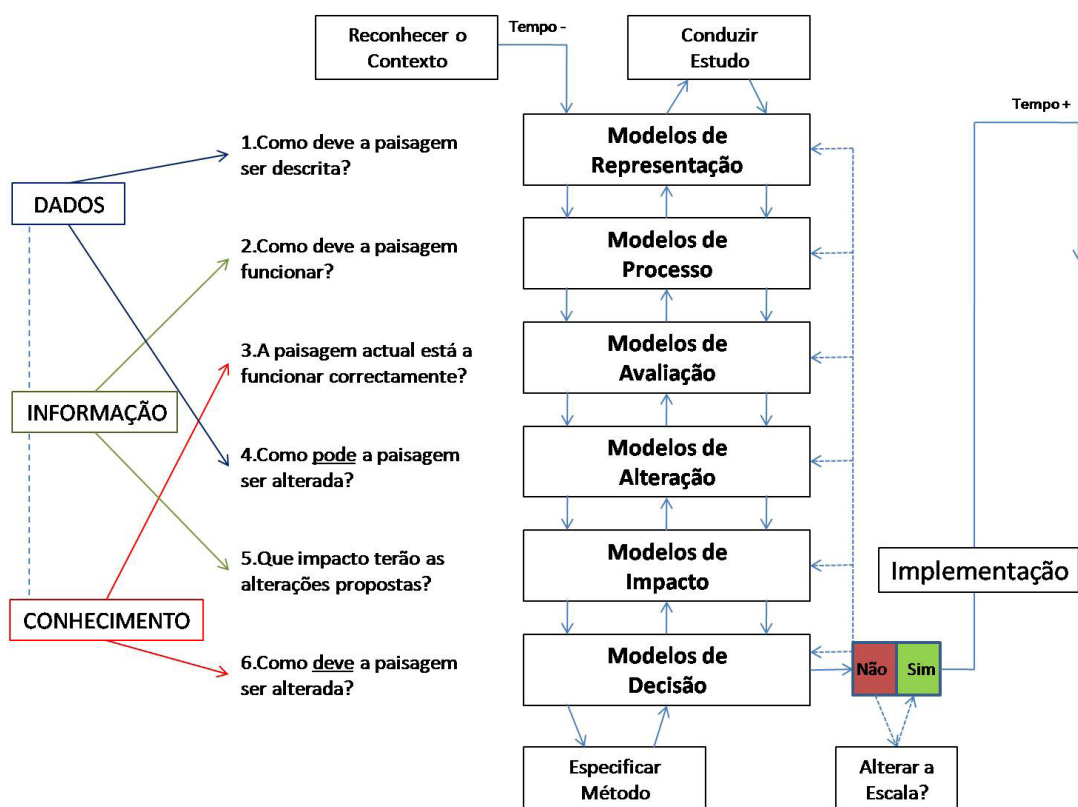 Reconhecer o
Contexto
Tempo -
Conduzir
Estudo
Tempo +
1.Como deve a paisagem
ser descrita?
Modelos de
Representação
DADOS
2.Como deve a paisagem
funcionar?
Modelos de
Processo
3.A paisagem actual está a
funcionar correctamente?
Modelos de
Avaliação
INFORMAÇÃO
4.Como pode a paisagem
ser alterada?
Modelos de
Alteração
5.Que impacto terão as
alterações propostas?
Modelos de
Impacto
Implementação
CONHECIMENTO
6.Como deve a paisagem
ser alterada?
Modelos de
Decisão
Não
Sim
Especificar
Método
Alterar a
Escala?